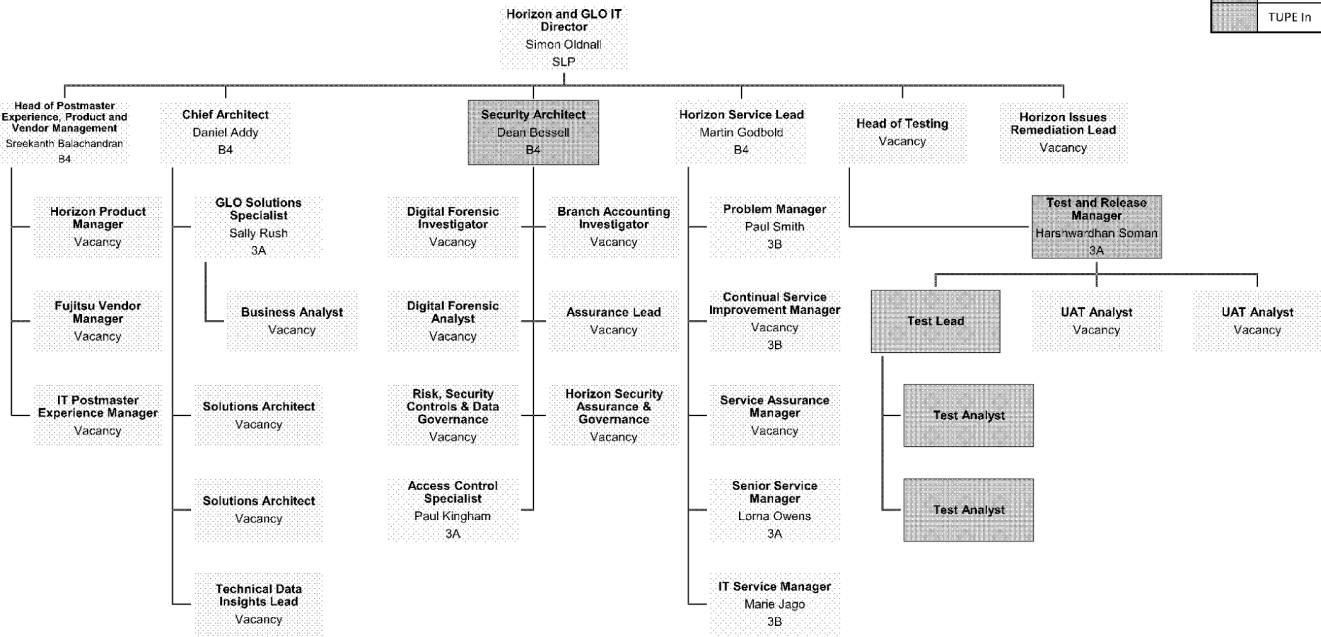 TUPE In
Horizon and GLO IT
Director
Simon Oldnall
SLP
Head of Postmaster
Experience, Product and
Vendor Management
Sreekanth Balachandran
B4
Chief Architect
Daniel Addy
B4
Security Architect
Dean Bessell
B4
Horizon Service Lead
Martin Godbold
B4
Head of Testing
Vacancy
Horizon Issues
Remediation Lead
Vacancy
Horizon Product
Manager
Vacancy
GLO Solutions
Specialist
Sally Rush
3A
Digital Forensic
Investigator
Vacancy
Branch Accounting
Investigator
Vacancy
Problem Manager
Paul Smith
3B
Test and Release
Manager
Harshwardhan Soman
3A
Fujitsu Vendor
Manager
Vacancy
Business Analyst
Vacancy
Digital Forensic
Analyst
Vacancy
Assurance Lead
Vacancy
Continual Service
Improvement Manager
Vacancy
3B
Test Lead
UAT Analyst
Vacancy
UAT Analyst
Vacancy
IT Postmaster
Experience Manager
Vacancy
Solutions Architect
Risk, Security
Controls & Data
Governance
Vacancy
Horizon Security
Assurance &
Governance
Vacancy
Service Assurance
Manager
Vacancy
Test Analyst
Solutions Architect
Vacancy
Access Control
Specialist
Paul Kingham
3A
Senior Service
Manager
Lorna Owens
3A
Test Analyst
Technical Data
Insights Lead
Vacancy
IT Service Manager
Marie Jago
3B